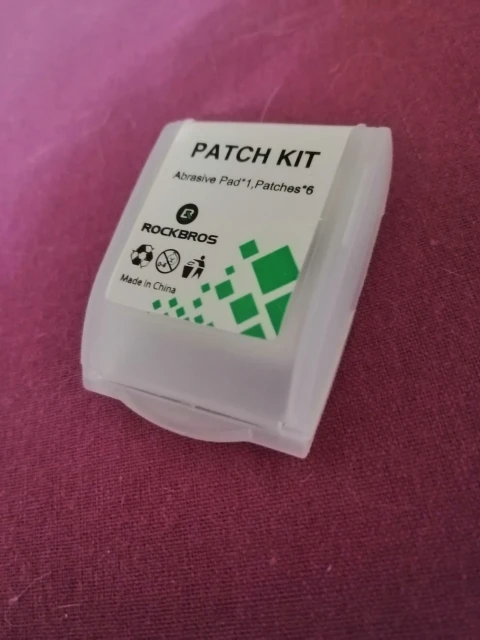 PATCH KIT
Abrasive Pad*1,Patches*6
ROCKBROS
Made in China